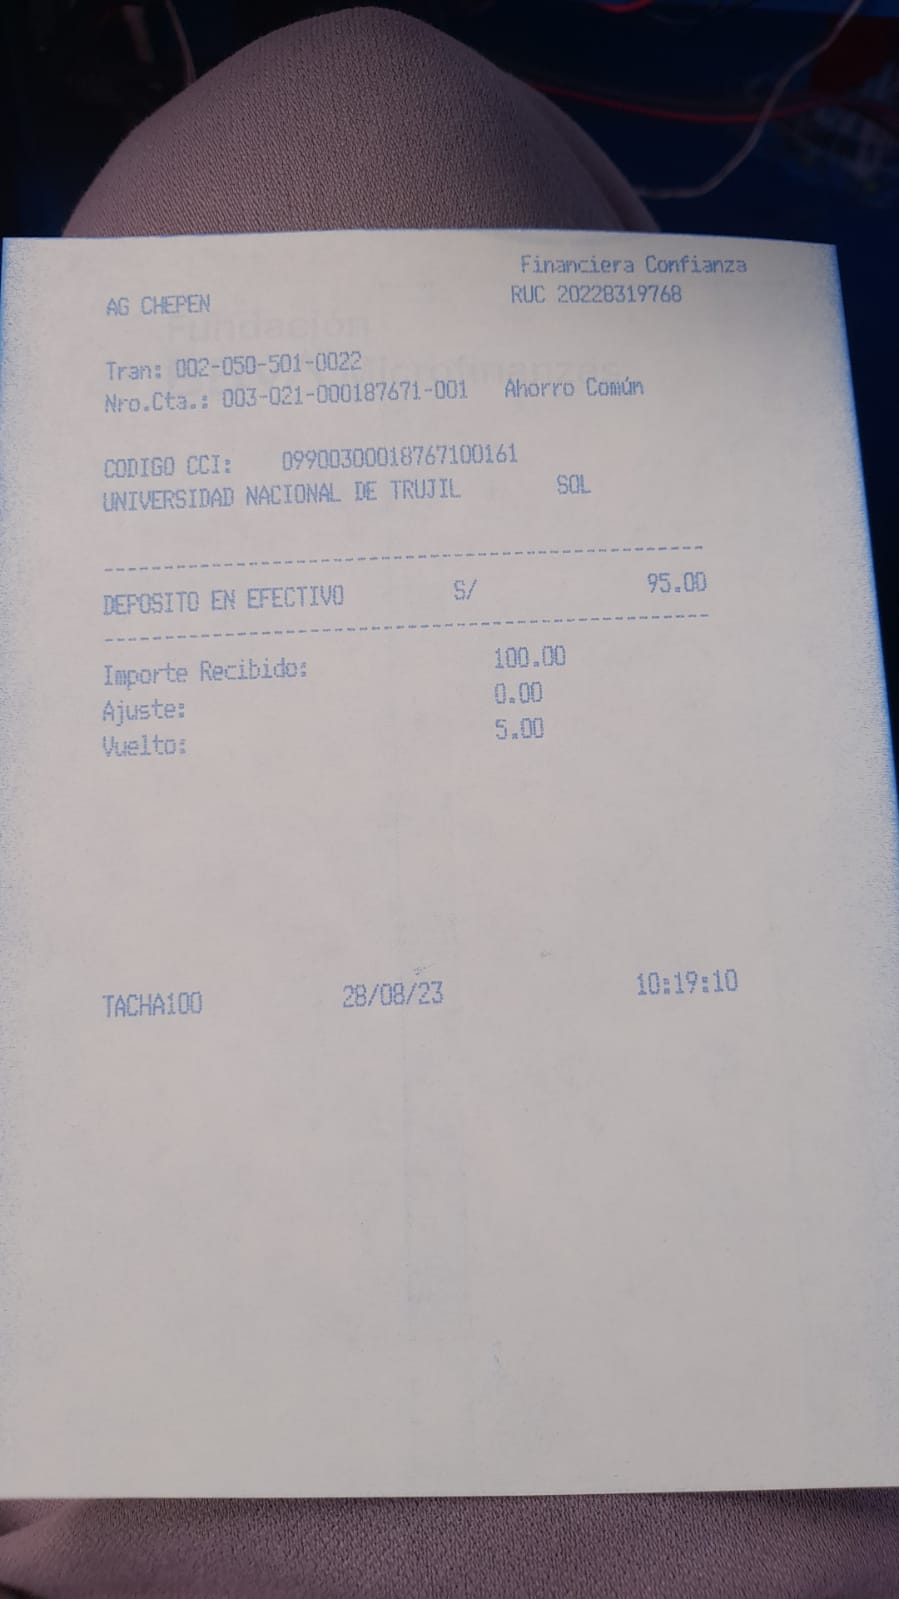 Financiera Confianza
AG CHEPEN RUC 20228319768
Fundación
Microfinanzas
Tran: 002-050-501-0022
Nro.Cta.: 003-021-000187671-001 Ahorro Común
CODIGO CCI: 09900300018767100161
UNIVERSIDAD NACIONAL DE TRUJIL SOL
DEPOSITO EN EFECTIVO S/ 95.00
Importe Recibido: 100.00
Ajuste: 0.00
Vuelto: 5.00
TACHA100 28/08/23 10:19:10